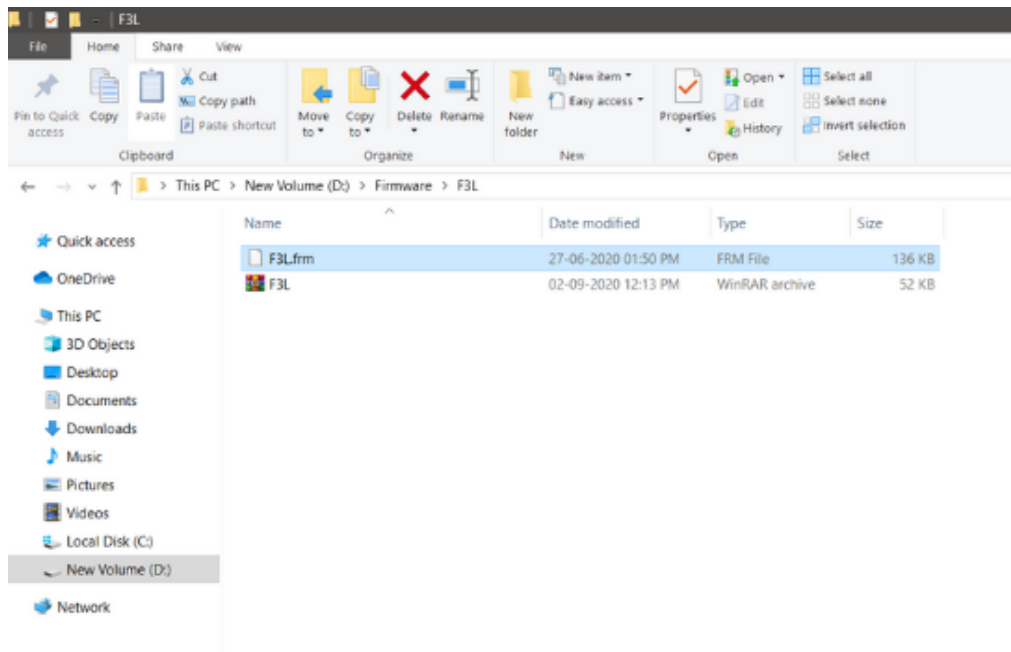 F3L
File Home Share View
Pin to Quick access
Copy
Paste
Cut
Copy path
Paste shortcut
Clipboard
Move to
Copy to
Delete
Rename
Organize
New folder
New item
Easy access
New
Properties
Open
Edit
History
Open
Select all
Select none
Invert selection
Select
This PC > New Volume (D:) > Firmware > F3L
Quick access
OneDrive
This PC
3D Objects
Desktop
Documents
Downloads
Music
Pictures
Videos
Local Disk (C:)
New Volume (D:)
Network
Name Date modified Type Size
F3L.frm 27-06-2020 01:50 PM FRM File 136 KB
F3L 02-09-2020 12:13 PM WinRAR archive 52 KB